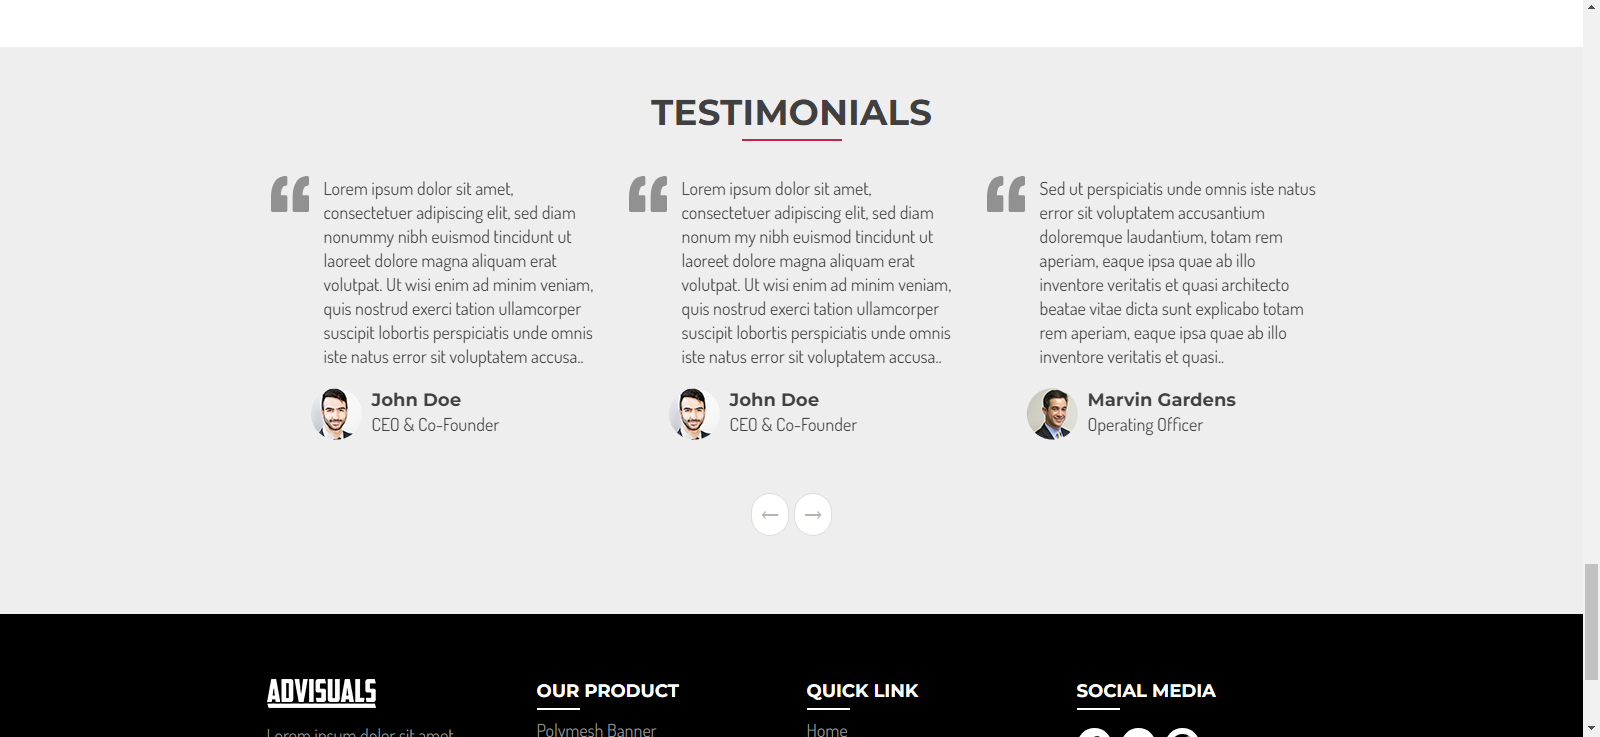 TESTIMONIALS
Lorem ipsum dolor sit amet,
consectetuer adipiscing elit, sed diam
nonummy nibh euismod tincidunt ut
laoreet dolore magna aliquam erat
volutpat. Ut wisi enim ad minim veniam,
quis nostrud exerci tation ullamcorper
suscipit lobortis perspiciatis unde omnis
iste natus error sit voluptatem accusa..
John Doe
CEO & Co-Founder
Lorem ipsum dolor sit amet,
consectetuer adipiscing elit, sed diam
nonum my nibh euismod tincidunt ut
laoreet dolore magna aliquam erat
volutpat. Ut wisi enim ad minim veniam,
quis nostrud exerci tation ullamcorper
suscipit lobortis perspiciatis unde omnis
iste natus error sit voluptatem accusa..
John Doe
CEO & Co-Founder
Sed ut perspiciatis unde omnis iste natus
error sit voluptatem accusantium
doloremque laudantium, totam rem
aperiam, eaque ipsa quae ab illo
inventore veritatis et quasi architecto
beatae vitae dicta sunt explicabo totam
rem aperiam, eaque ipsa quae ab illo
inventore veritatis et quasi..
Marvin Gardens
Operating Officer
ADVISUALS
Lorem ipsum dolor sit amet
OUR PRODUCT
Polymesh Banner
QUICK LINK
Home
SOCIAL MEDIA